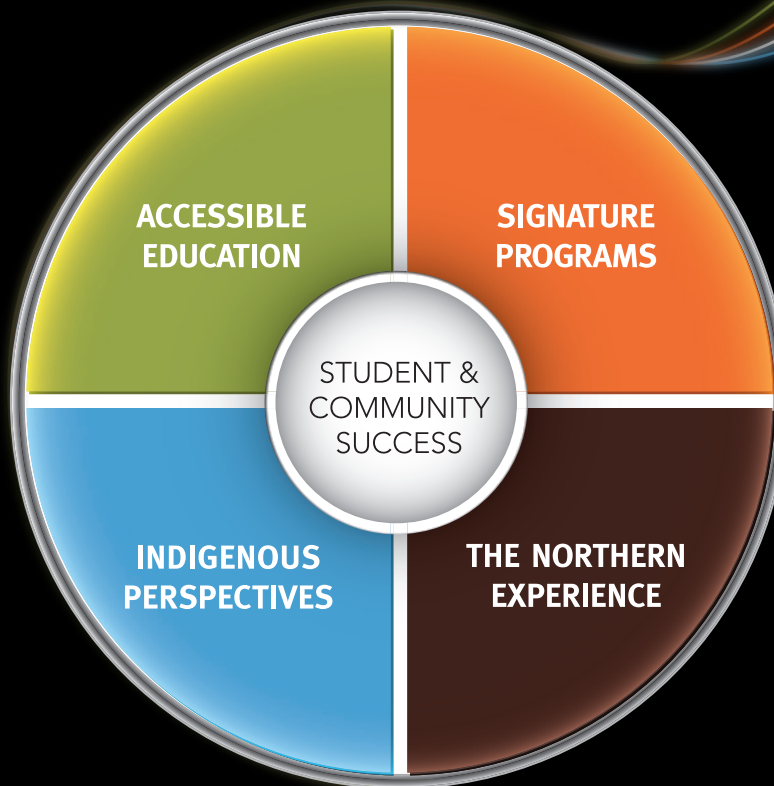 ACCESSIBLE
EDUCATION
SIGNATURE
PROGRAMS
STUDENT &
COMMUNITY
SUCCESS
INDIGENOUS
PERSPECTIVES
THE NORTHERN
EXPERIENCE